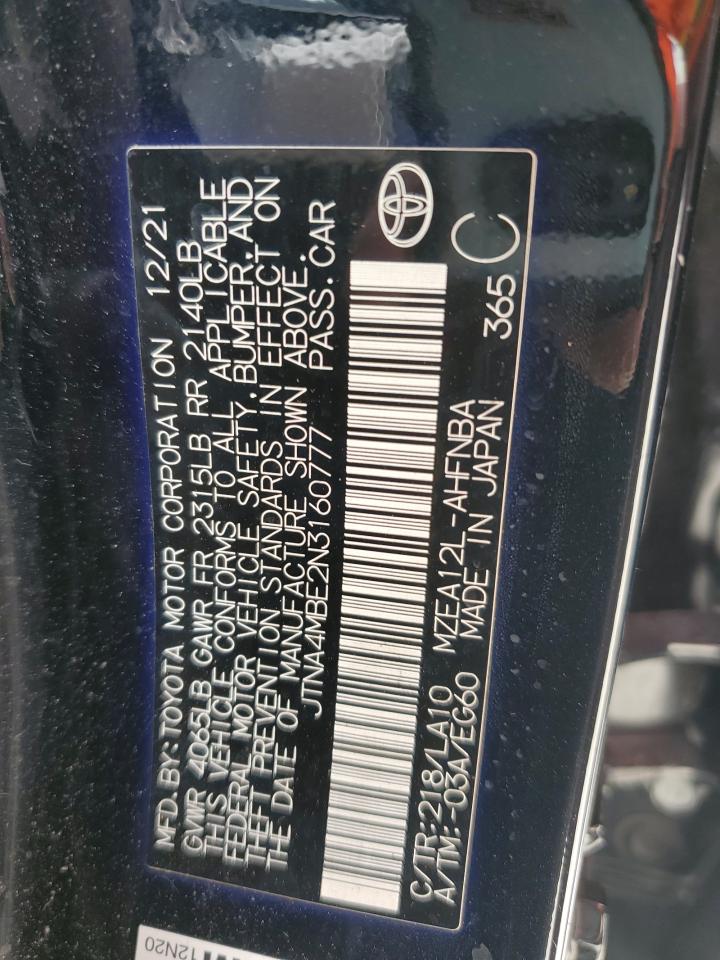 MFD. BY: TOYOTA MOTOR CORPORATION 12/21
GVWR 4065LB GAWR FR 2315LB RR 2140LB
THIS VEHICLE CONFORMS TO ALL APPLICABLE
FEDERAL MOTOR VEHICLE SAFETY, BUMPER, AND
THEFT PREVENTION STANDARDS IN EFFECT ON
THE DATE OF MANUFACTURE SHOWN ABOVE.
JTNA4MBE2N3160777 PASS. CAR
C/TR: 218/LA10 MZEA12L-AHFNBA
A/TM: -03A/EG60 MADE IN JAPAN 365 C
12N20